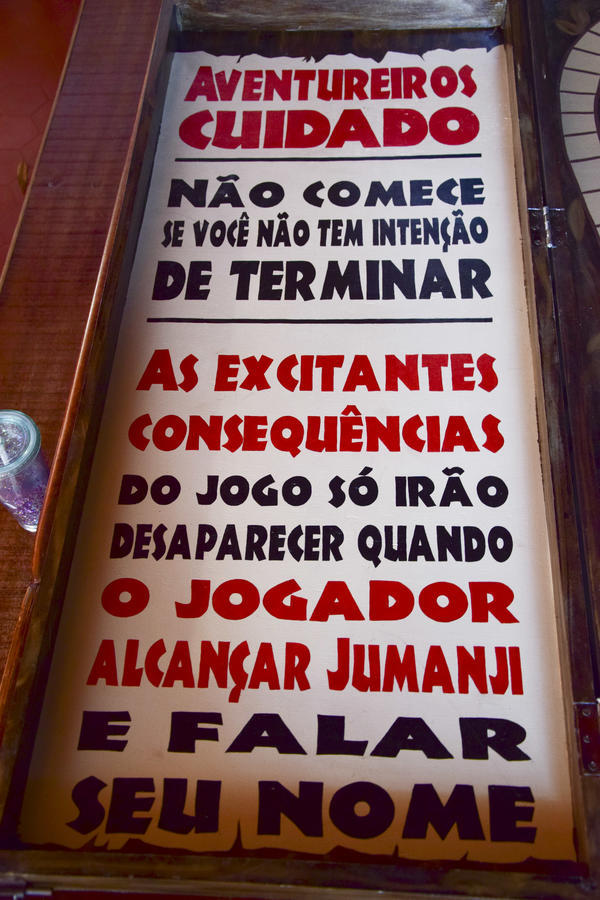 AVENTUREIROS
CUIDADO
NÃO COMECE
SE VOCÊ NÃO TEM INTENÇÃO
DE TERMINAR
AS EXCITANTES
CONSEQUÊNCIAS
DO JOGO SÓ IRÃO
DESAPARECER QUANDO
O JOGADOR
ALCANÇAR JUMANJI
E FALAR
SEU NOME